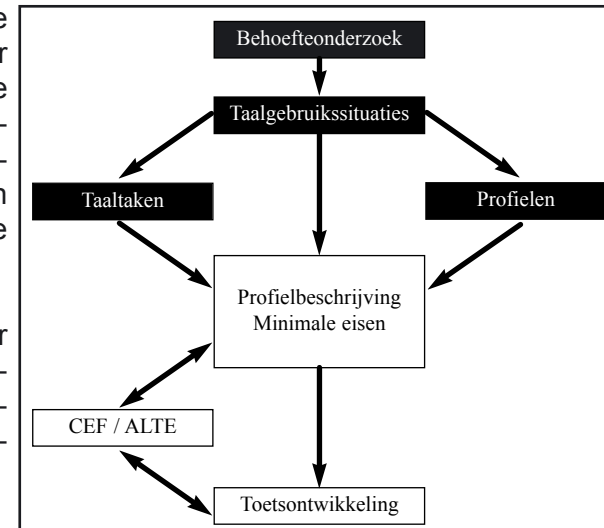 e
r
e
–
–
n
e
r
–
–
–
Behoefteonderzoek
Taalgebruikssituaties
Taaltaken
Profielen
Profielbeschrijving
Minimale eisen
CEF / ALTE
Toetsontwikkeling